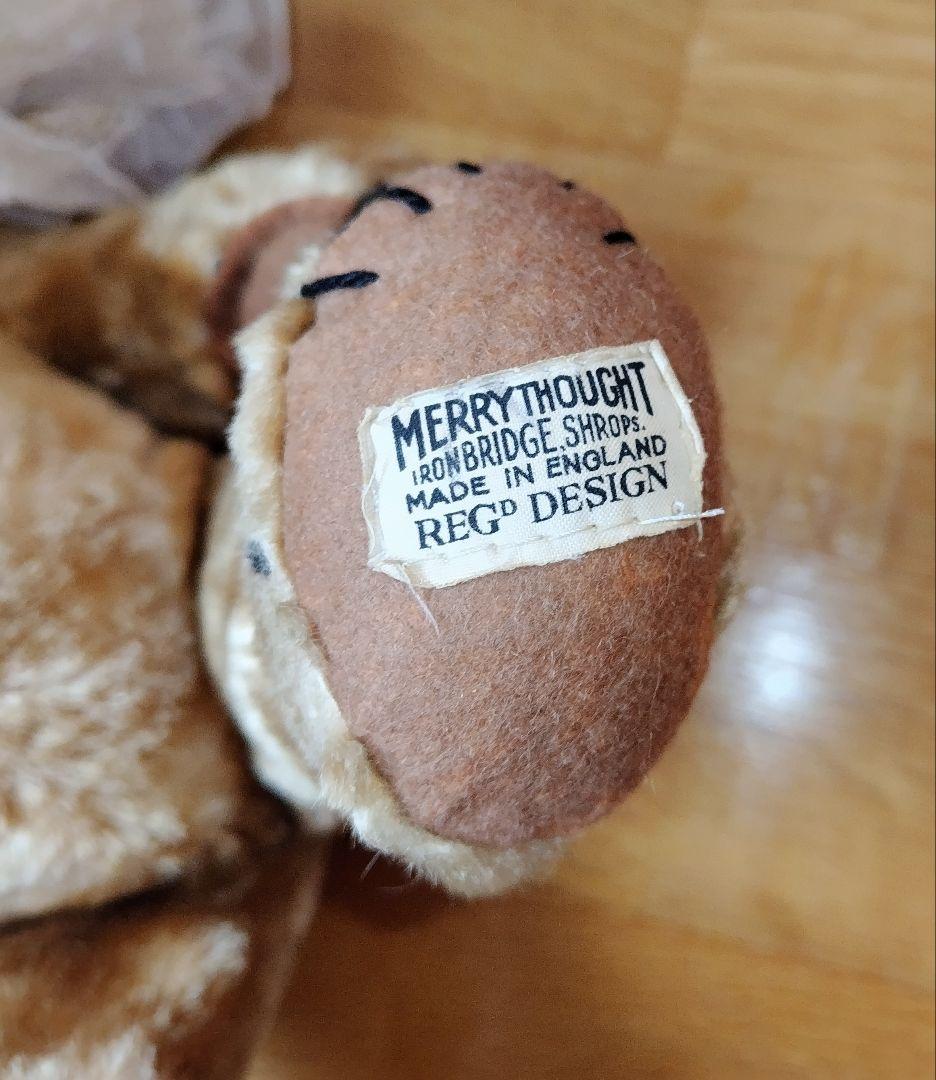 MERRYTHOUGHT
IRONBRIDGE, SHROPS.
MADE IN ENGLAND
REGᴰ DESIGN